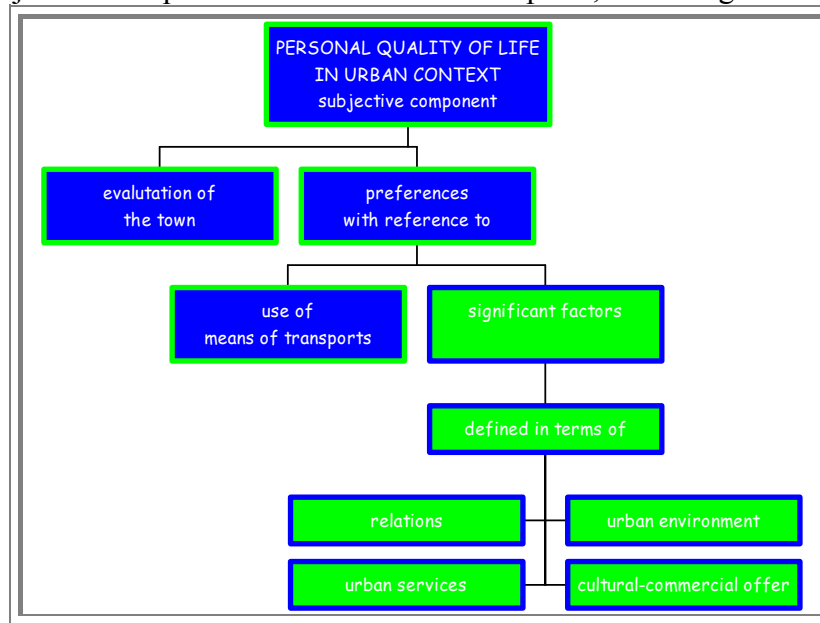 PERSONAL QUALITY OF LIFE
IN URBAN CONTEXT
subjective component
evalutation of
the town
preferences
with reference to
use of
means of transports
significant factors
defined in terms of
relations
urban environment
urban services
cultural-commercial offer